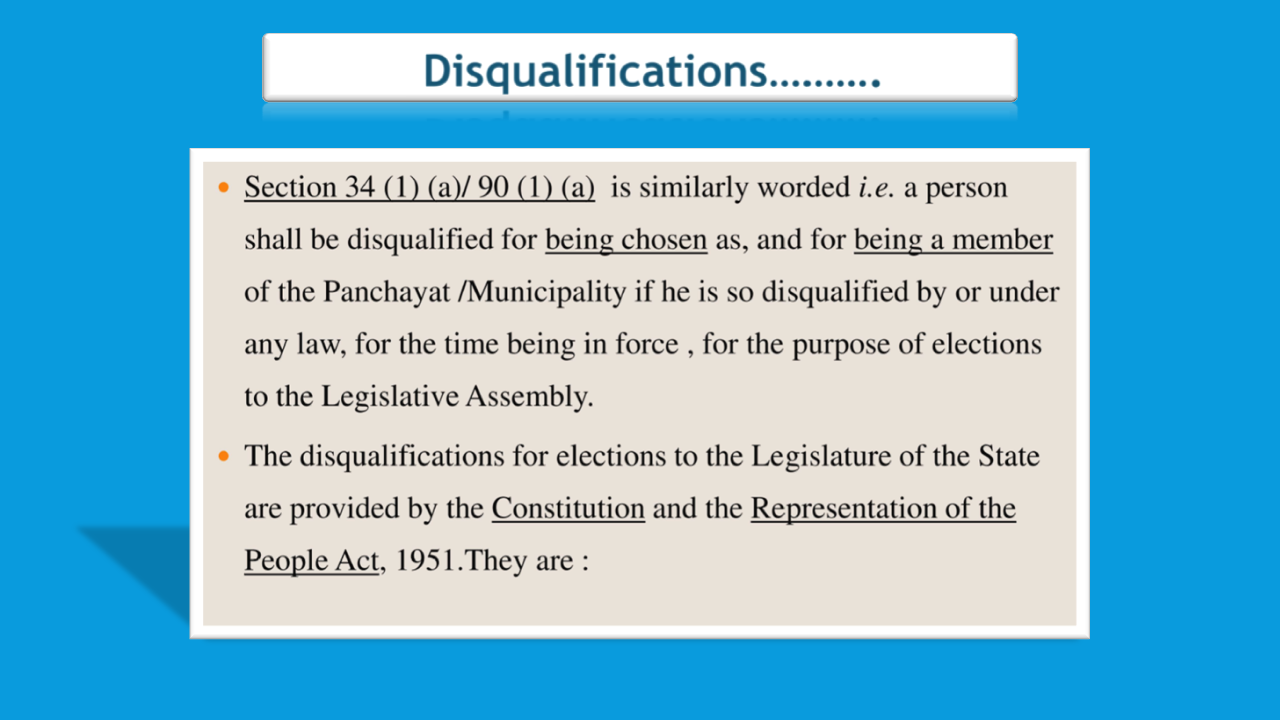 Disqualifications..........
• Section 34 (1) (a)/ 90 (1) (a) is similarly worded i.e. a person
shall be disqualified for being chosen as, and for being a member
of the Panchayat /Municipality if he is so disqualified by or under
any law, for the time being in force , for the purpose of elections
to the Legislative Assembly.
• The disqualifications for elections to the Legislature of the State
are provided by the Constitution and the Representation of the
People Act, 1951.They are :